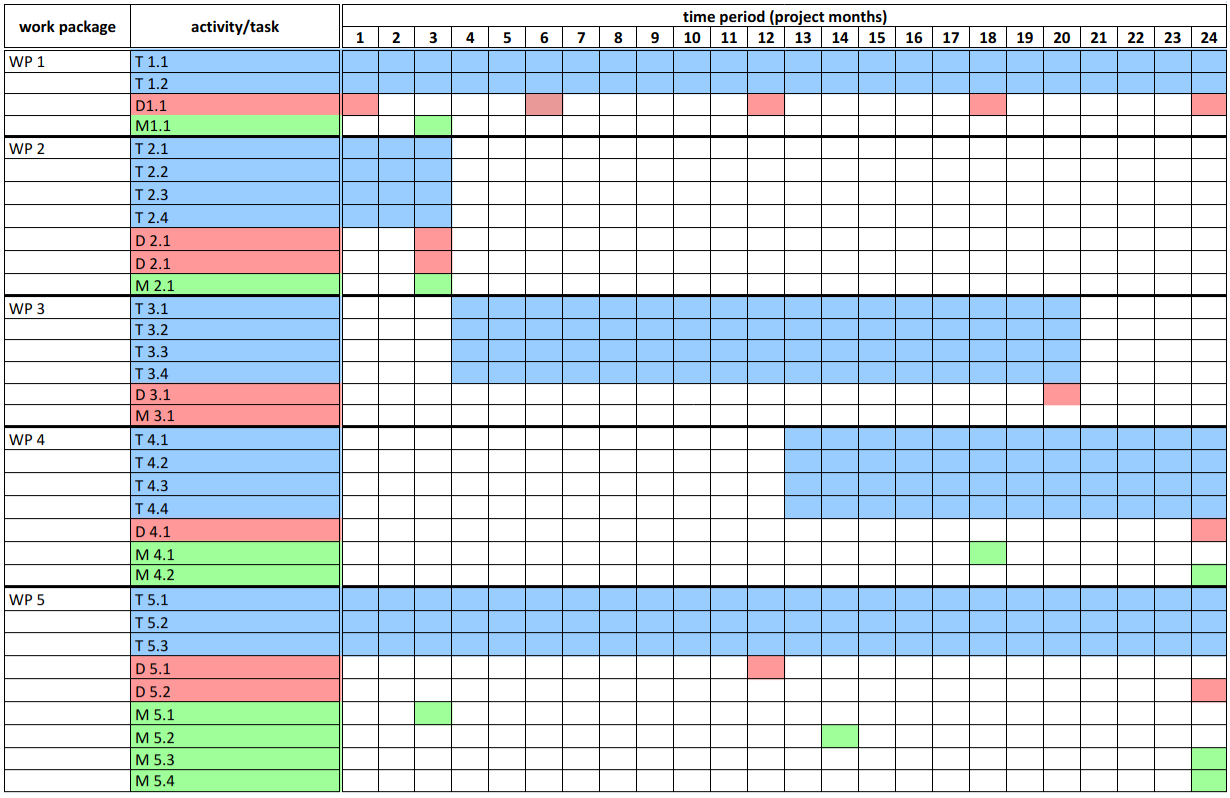 work package activity/task time period (project months)
1 2 3 4 5 6 7 8 9 10 11 12 13 14 15 16 17 18 19 20 21 22 23 24
WP 1 T 1.1
T 1.2
D1.1
M1.1
WP 2 T 2.1
T 2.2
T 2.3
T 2.4
D 2.1
D 2.1
M 2.1
WP 3 T 3.1
T 3.2
T 3.3
T 3.4
D 3.1
M 3.1
WP 4 T 4.1
T 4.2
T 4.3
T 4.4
D 4.1
M 4.1
M 4.2
WP 5 T 5.1
T 5.2
T 5.3
D 5.1
D 5.2
M 5.1
M 5.2
M 5.3
M 5.4